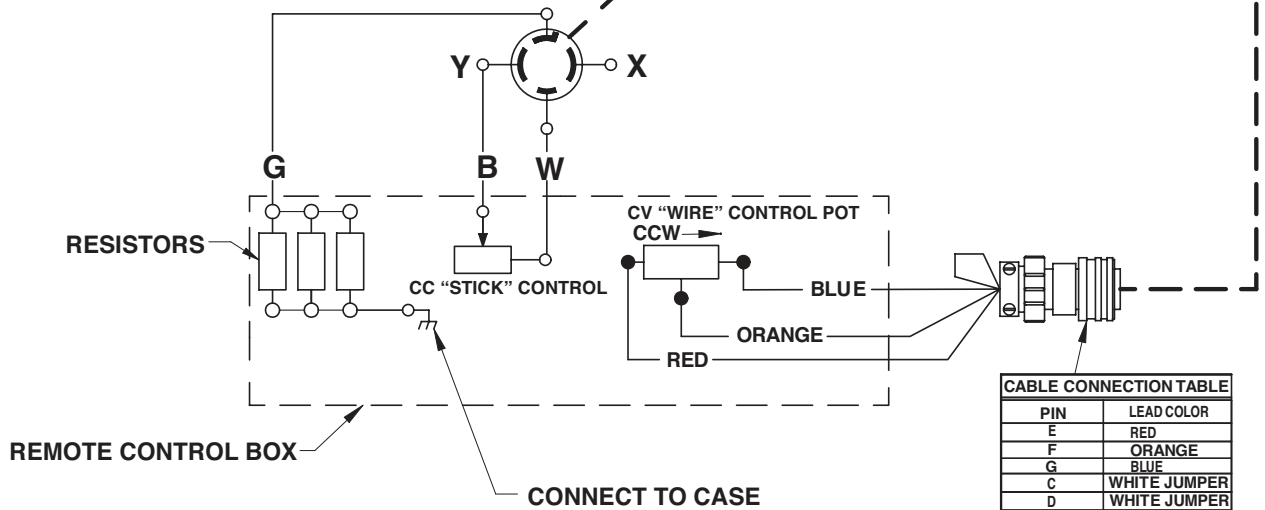 Y
X
G
B
W
CV “WIRE” CONTROL POT
CCW
RESISTORS
CC “STICK” CONTROL
BLUE
ORANGE
RED
REMOTE CONTROL BOX
CONNECT TO CASE
CABLE CONNECTION TABLE
PIN LEAD COLOR
E RED
F ORANGE
G BLUE
C WHITE JUMPER
D WHITE JUMPER